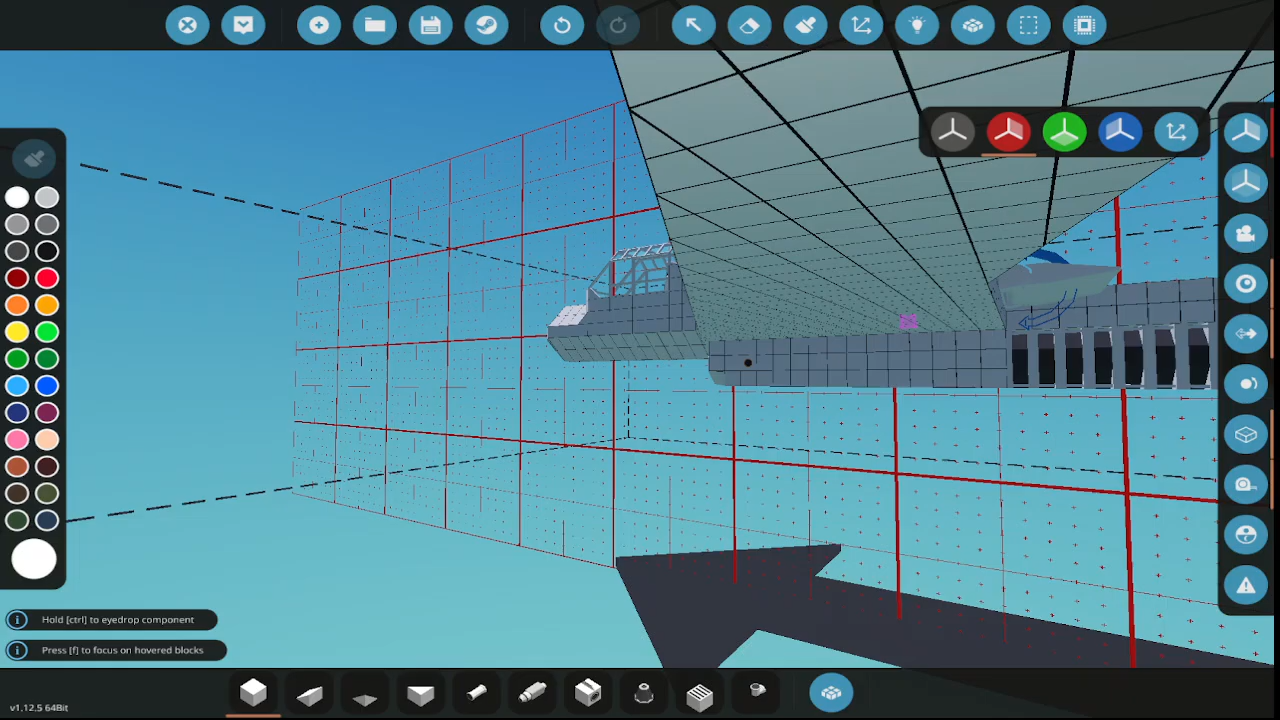 Hold [ctrl] to eyedrop component
Press [f] to focus on hovered blocks
v1.12.5 64Bit